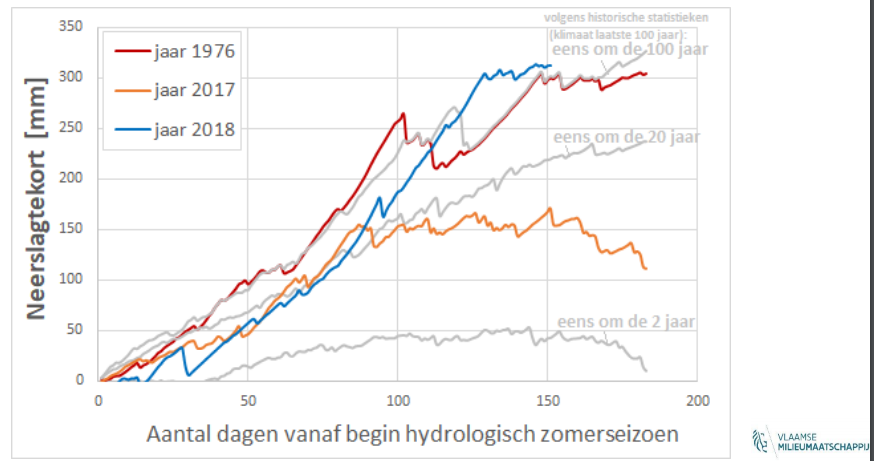 volgens historische statistieken
(klimaat laatste 100 jaar):
eens om de 100 jaar
jaar 1976
jaar 2017
jaar 2018
eens om de 20 jaar
eens om de 2 jaar
Neerslagtekort [mm]
350
300
250
200
150
100
50
0
0 50 100 150 200
Aantal dagen vanaf begin hydrologisch zomerseizoen
VLAAMSE
MILIEUMAATSCHAPPIJ